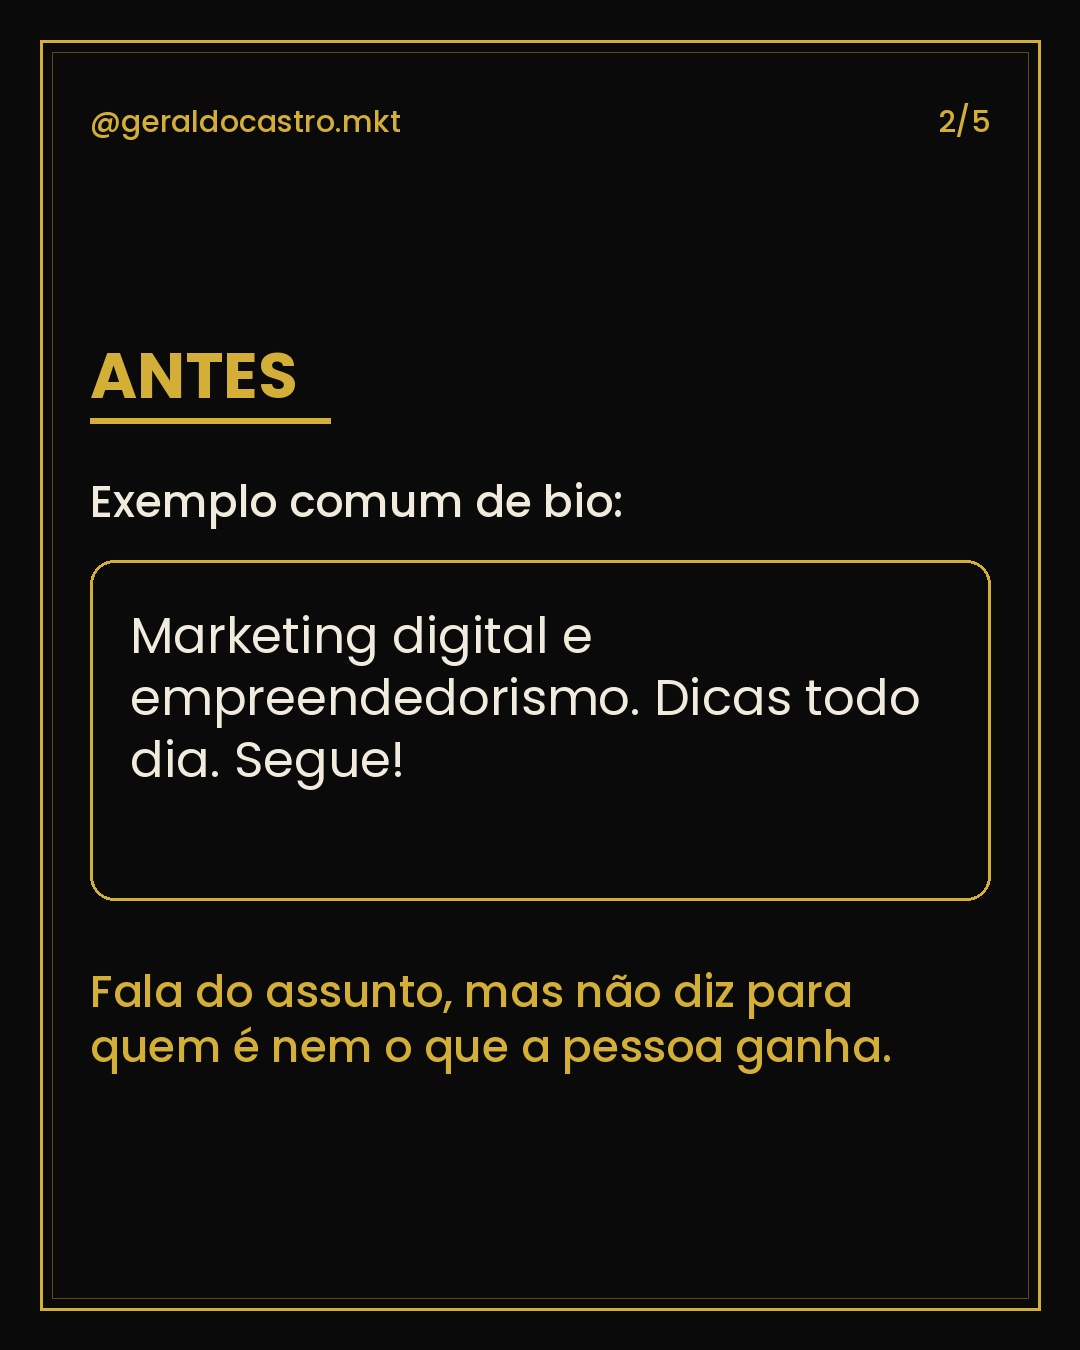 @geraldocastro.mkt
2/5
ANTES
Exemplo comum de bio:
Marketing digital e
empreendedorismo. Dicas todo
dia. Segue!
Fala do assunto, mas não diz para
quem é nem o que a pessoa ganha.